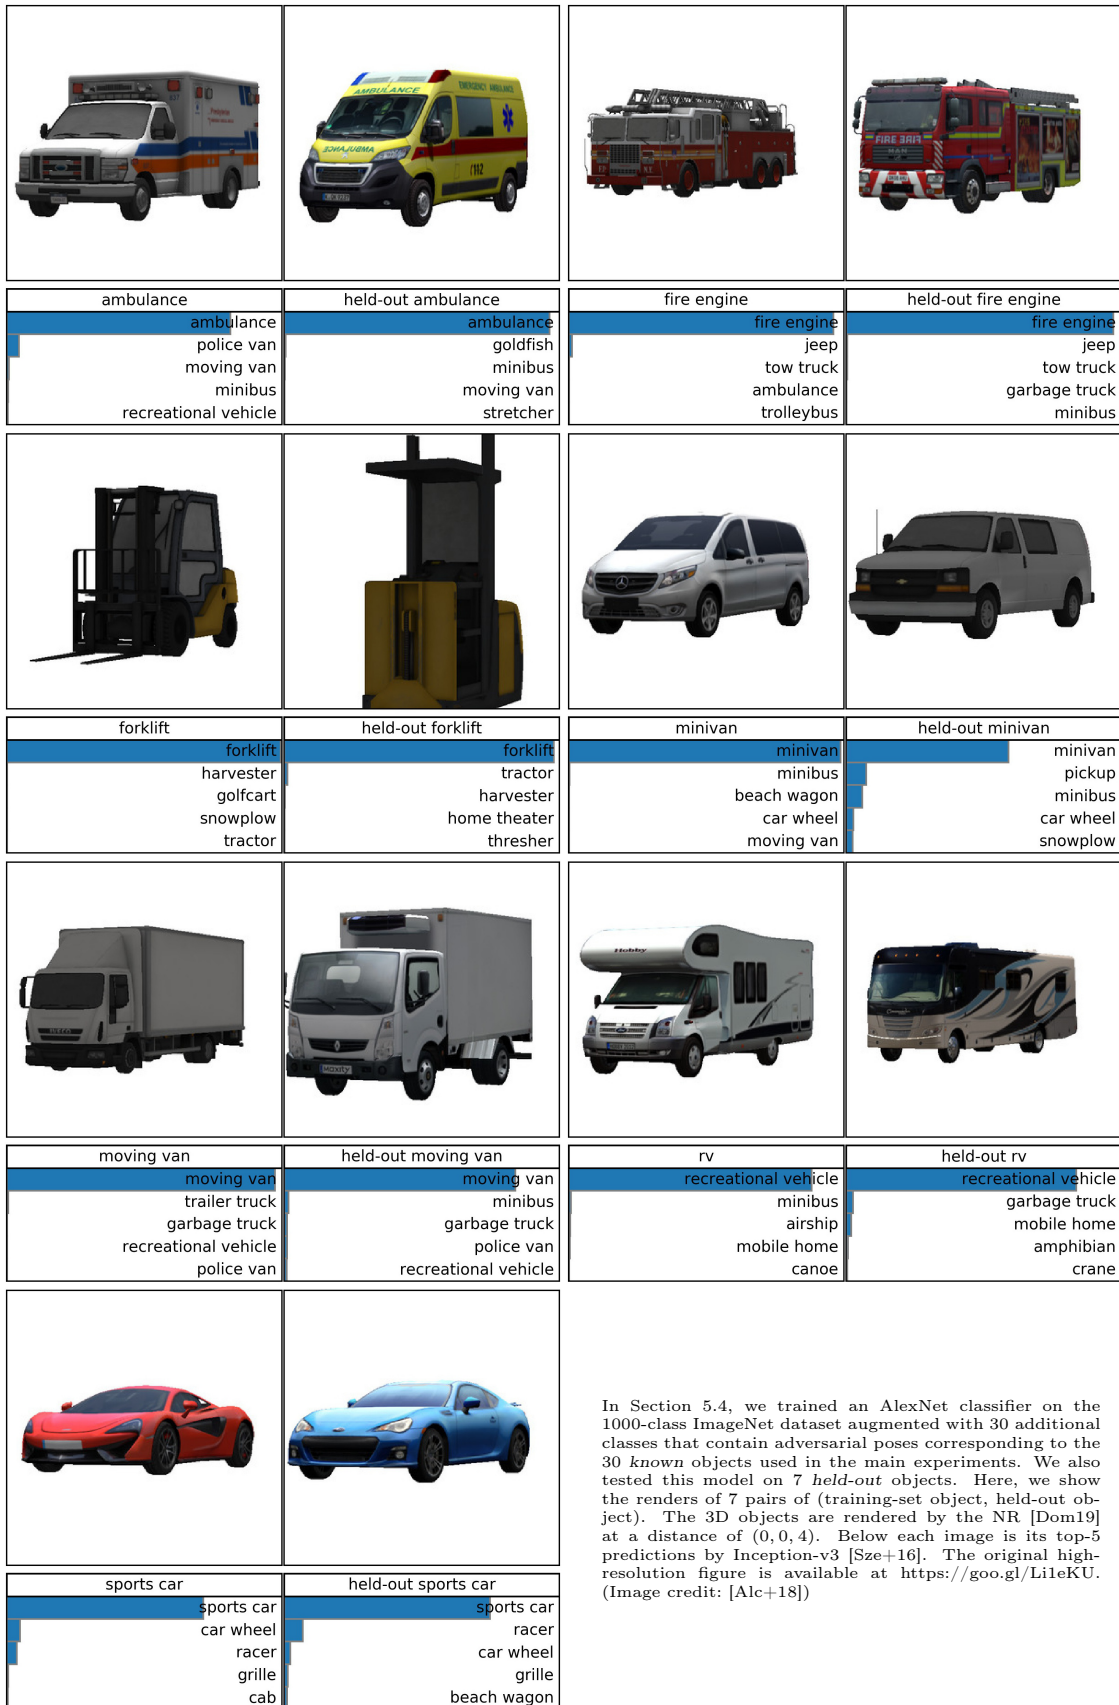 AMBULANCE
EMERGENCY AMBULANCE
AMBULANCE
112
FIRE
MAN
ambulance
held-out ambulance
fire engine
held-out fire engine
ambulance
ambulance
fire engine
fire engine
police van
goldfish
jeep
jeep
moving van
minibus
tow truck
tow truck
minibus
moving van
ambulance
garbage truck
recreational vehicle
stretcher
trolleybus
minibus
forklift
held-out forklift
minivan
held-out minivan
forklift
forklift
minivan
minivan
harvester
tractor
minibus
pickup
golfcart
harvester
beach wagon
minibus
snowplow
home theater
car wheel
car wheel
tractor
thresher
moving van
snowplow
Hobby
IVECO
Maxity
moving van
held-out moving van
rv
held-out rv
moving van
moving van
recreational vehicle
recreational vehicle
trailer truck
minibus
minibus
garbage truck
garbage truck
garbage truck
airship
mobile home
recreational vehicle
police van
mobile home
amphibian
police van
recreational vehicle
canoe
crane
sports car
held-out sports car
sports car
sports car
car wheel
racer
racer
car wheel
grille
grille
cab
beach wagon
In Section 5.4, we trained an AlexNet classifier on the
1000-class ImageNet dataset augmented with 30 additional
classes that contain adversarial poses corresponding to the
30 known objects used in the main experiments. We also
tested this model on 7 held-out objects. Here, we show
the renders of 7 pairs of (training-set object, held-out ob-
ject). The 3D objects are rendered by the NR [Dom19]
at a distance of (0, 0, 4). Below each image is its top-5
predictions by Inception-v3 [Sze+16]. The original high-
resolution figure is available at https://goo.gl/Li1eKU.
(Image credit: [Alc+18])